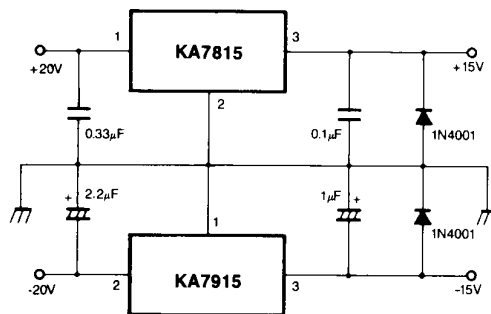 1
KA7815
3
+20V
+15V
2
0.33μF
0.1μF
1N4001
2.2μF
+
1μF
+
1
1N4001
-20V
2
KA7915
3
-15V